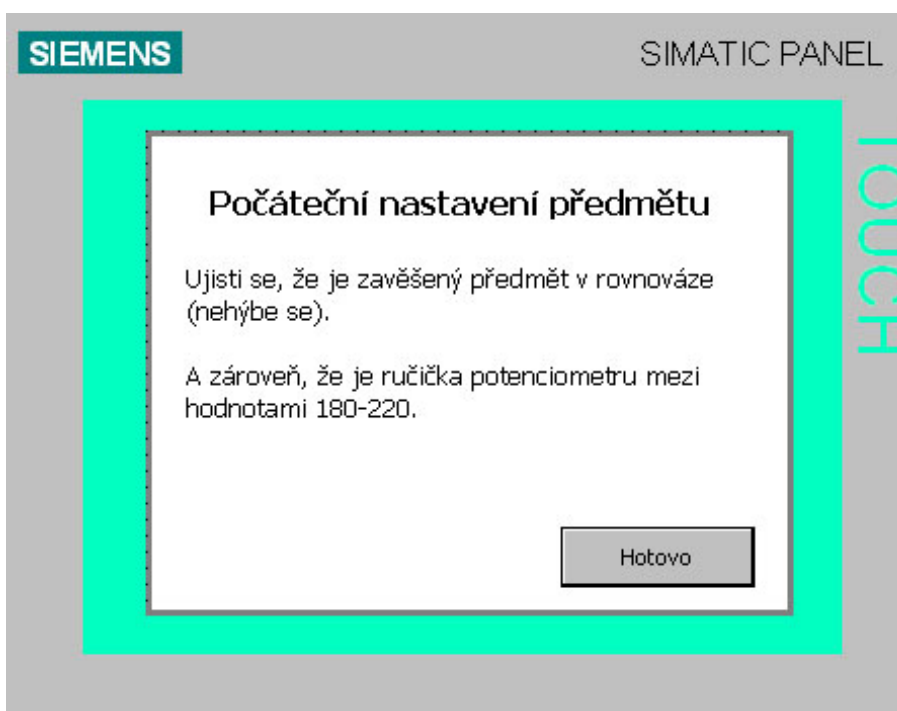 SIEMENS
SIMATIC PANEL
TOUCH
Počáteční nastavení předmětu
Ujisti se, že je zavěšený předmět v rovnováze
(nehýbe se).
A zároveň, že je ručička potenciometru mezi
hodnotami 180-220.
Hotovo